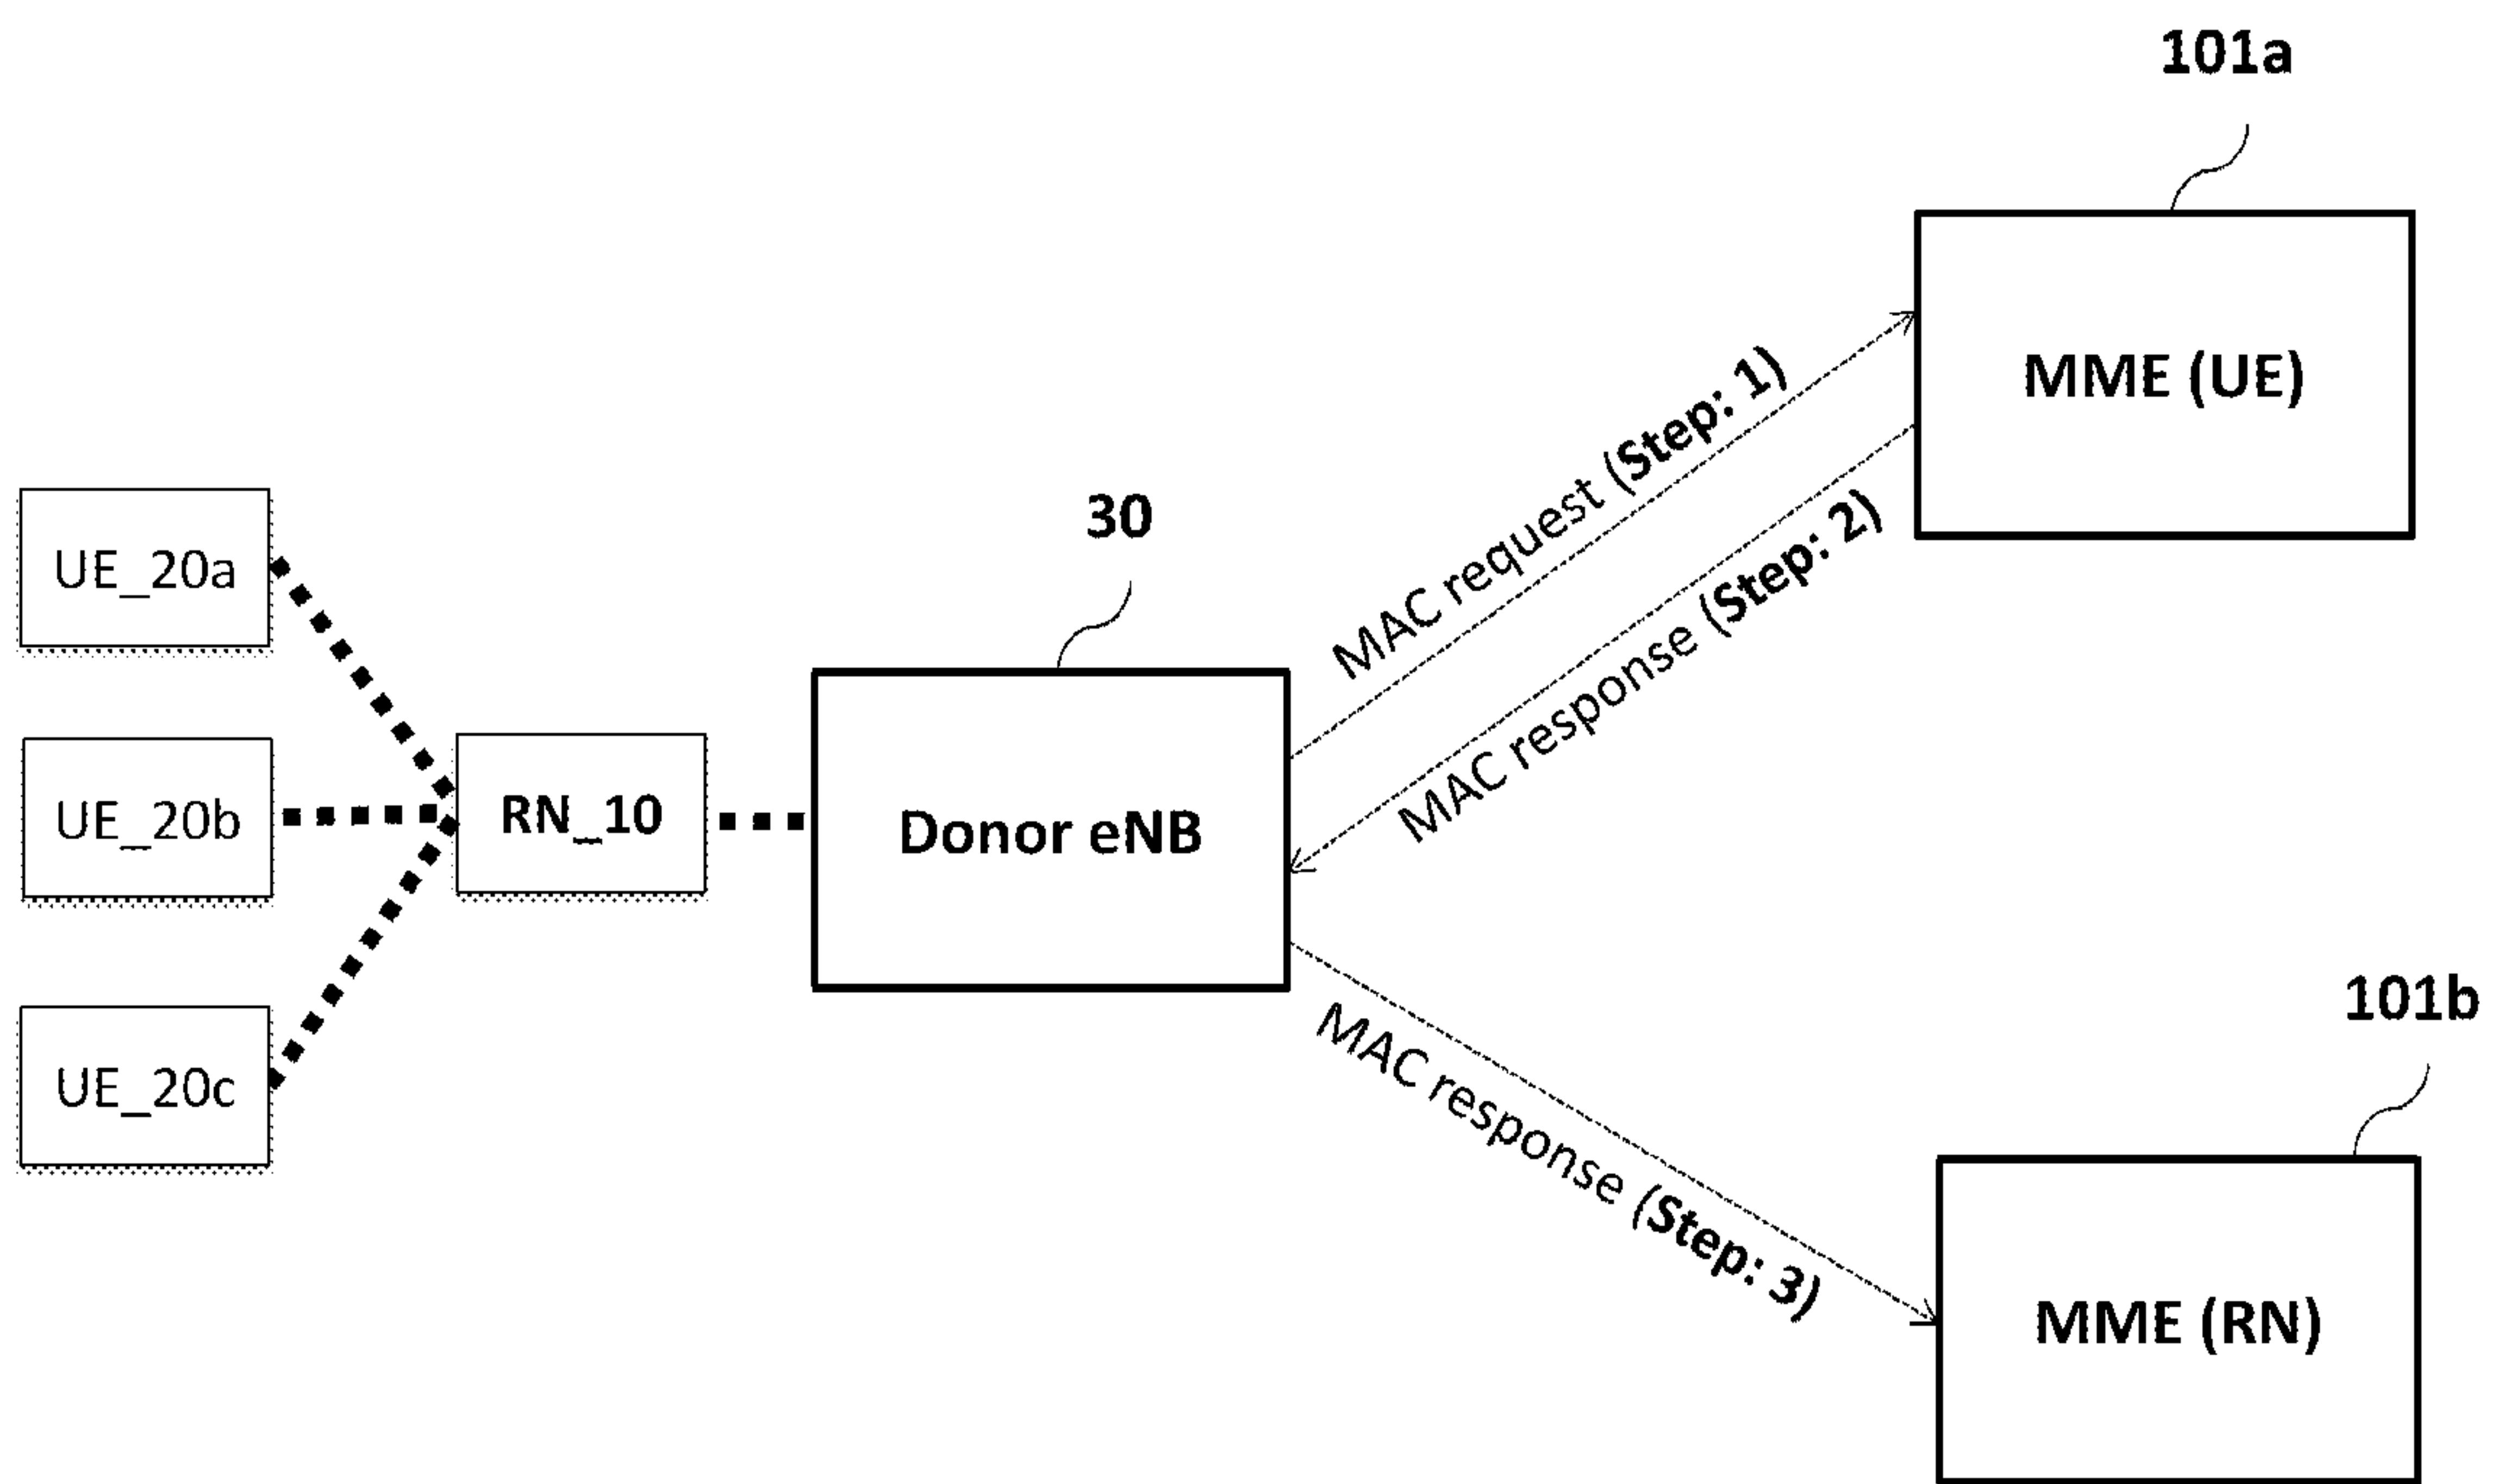 101a
MME (UE)
MAC request (Step: 1)
MAC response (Step: 2)
30
UE_20a
UE_20b
RN_10
Donor eNB
UE_20c
101b
MAC response (Step: 3)
MME (RN)